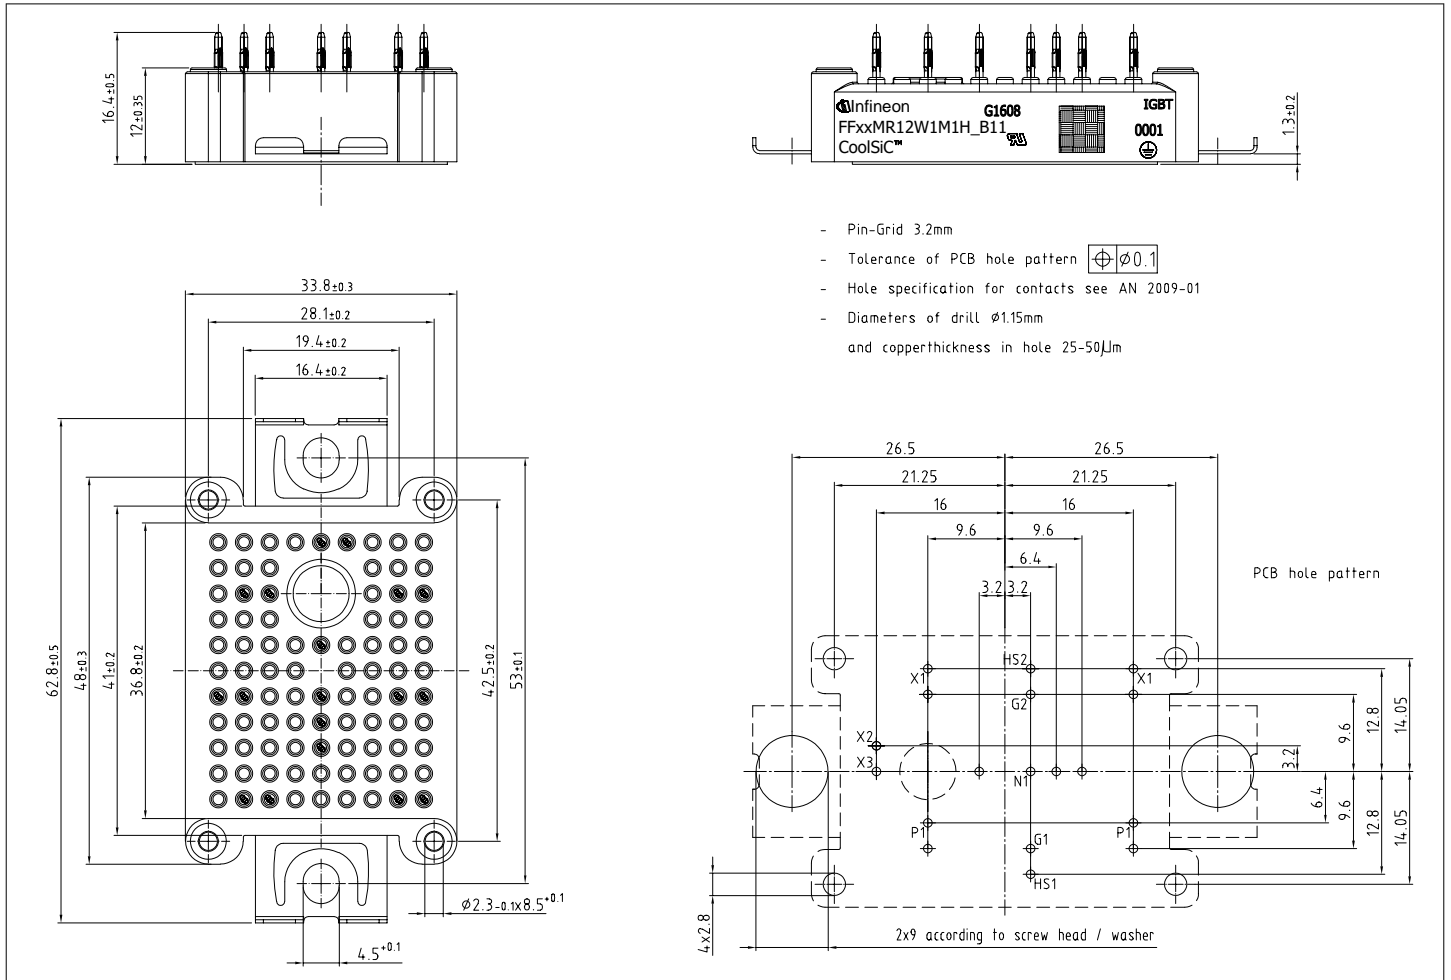 16.4±0.5
12±0.35
Infineon
G1608
IGBT
FFxxMR12W1M1H_B11
0001
CoolSiC™
1.3±0.2
- Pin-Grid 3.2mm
- Tolerance of PCB hole pattern ⌖ ⌀0.1
- Hole specification for contacts see AN 2009-01
- Diameters of drill ⌀1.15mm
and copperthickness in hole 25-50µm
33.8±0.3
28.1±0.2
19.4±0.2
16.4±0.2
62.8±0.5
48±0.3
41±0.2
36.8±0.2
42.5±0.2
53±0.1
⌀2.3-0.1x8.5+0.1
4.5+0.1
26.5 26.5
21.25 21.25
16 16
9.6 9.6
6.4
3.2 3.2
PCB hole pattern
HS2
X1 X1
G2
X2
X3
N1
P1 P1
G1
HS1
3.2
9.6
12.8
14.05
6.4
9.6
12.8
14.05
4x2.8
2x9 according to screw head / washer